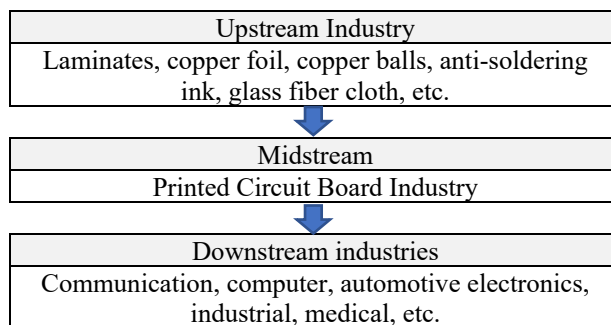 Upstream Industry
Laminates, copper foil, copper balls, anti-soldering
ink, glass fiber cloth, etc.
Midstream
Printed Circuit Board Industry
Downstream industries
Communication, computer, automotive electronics,
industrial, medical, etc.